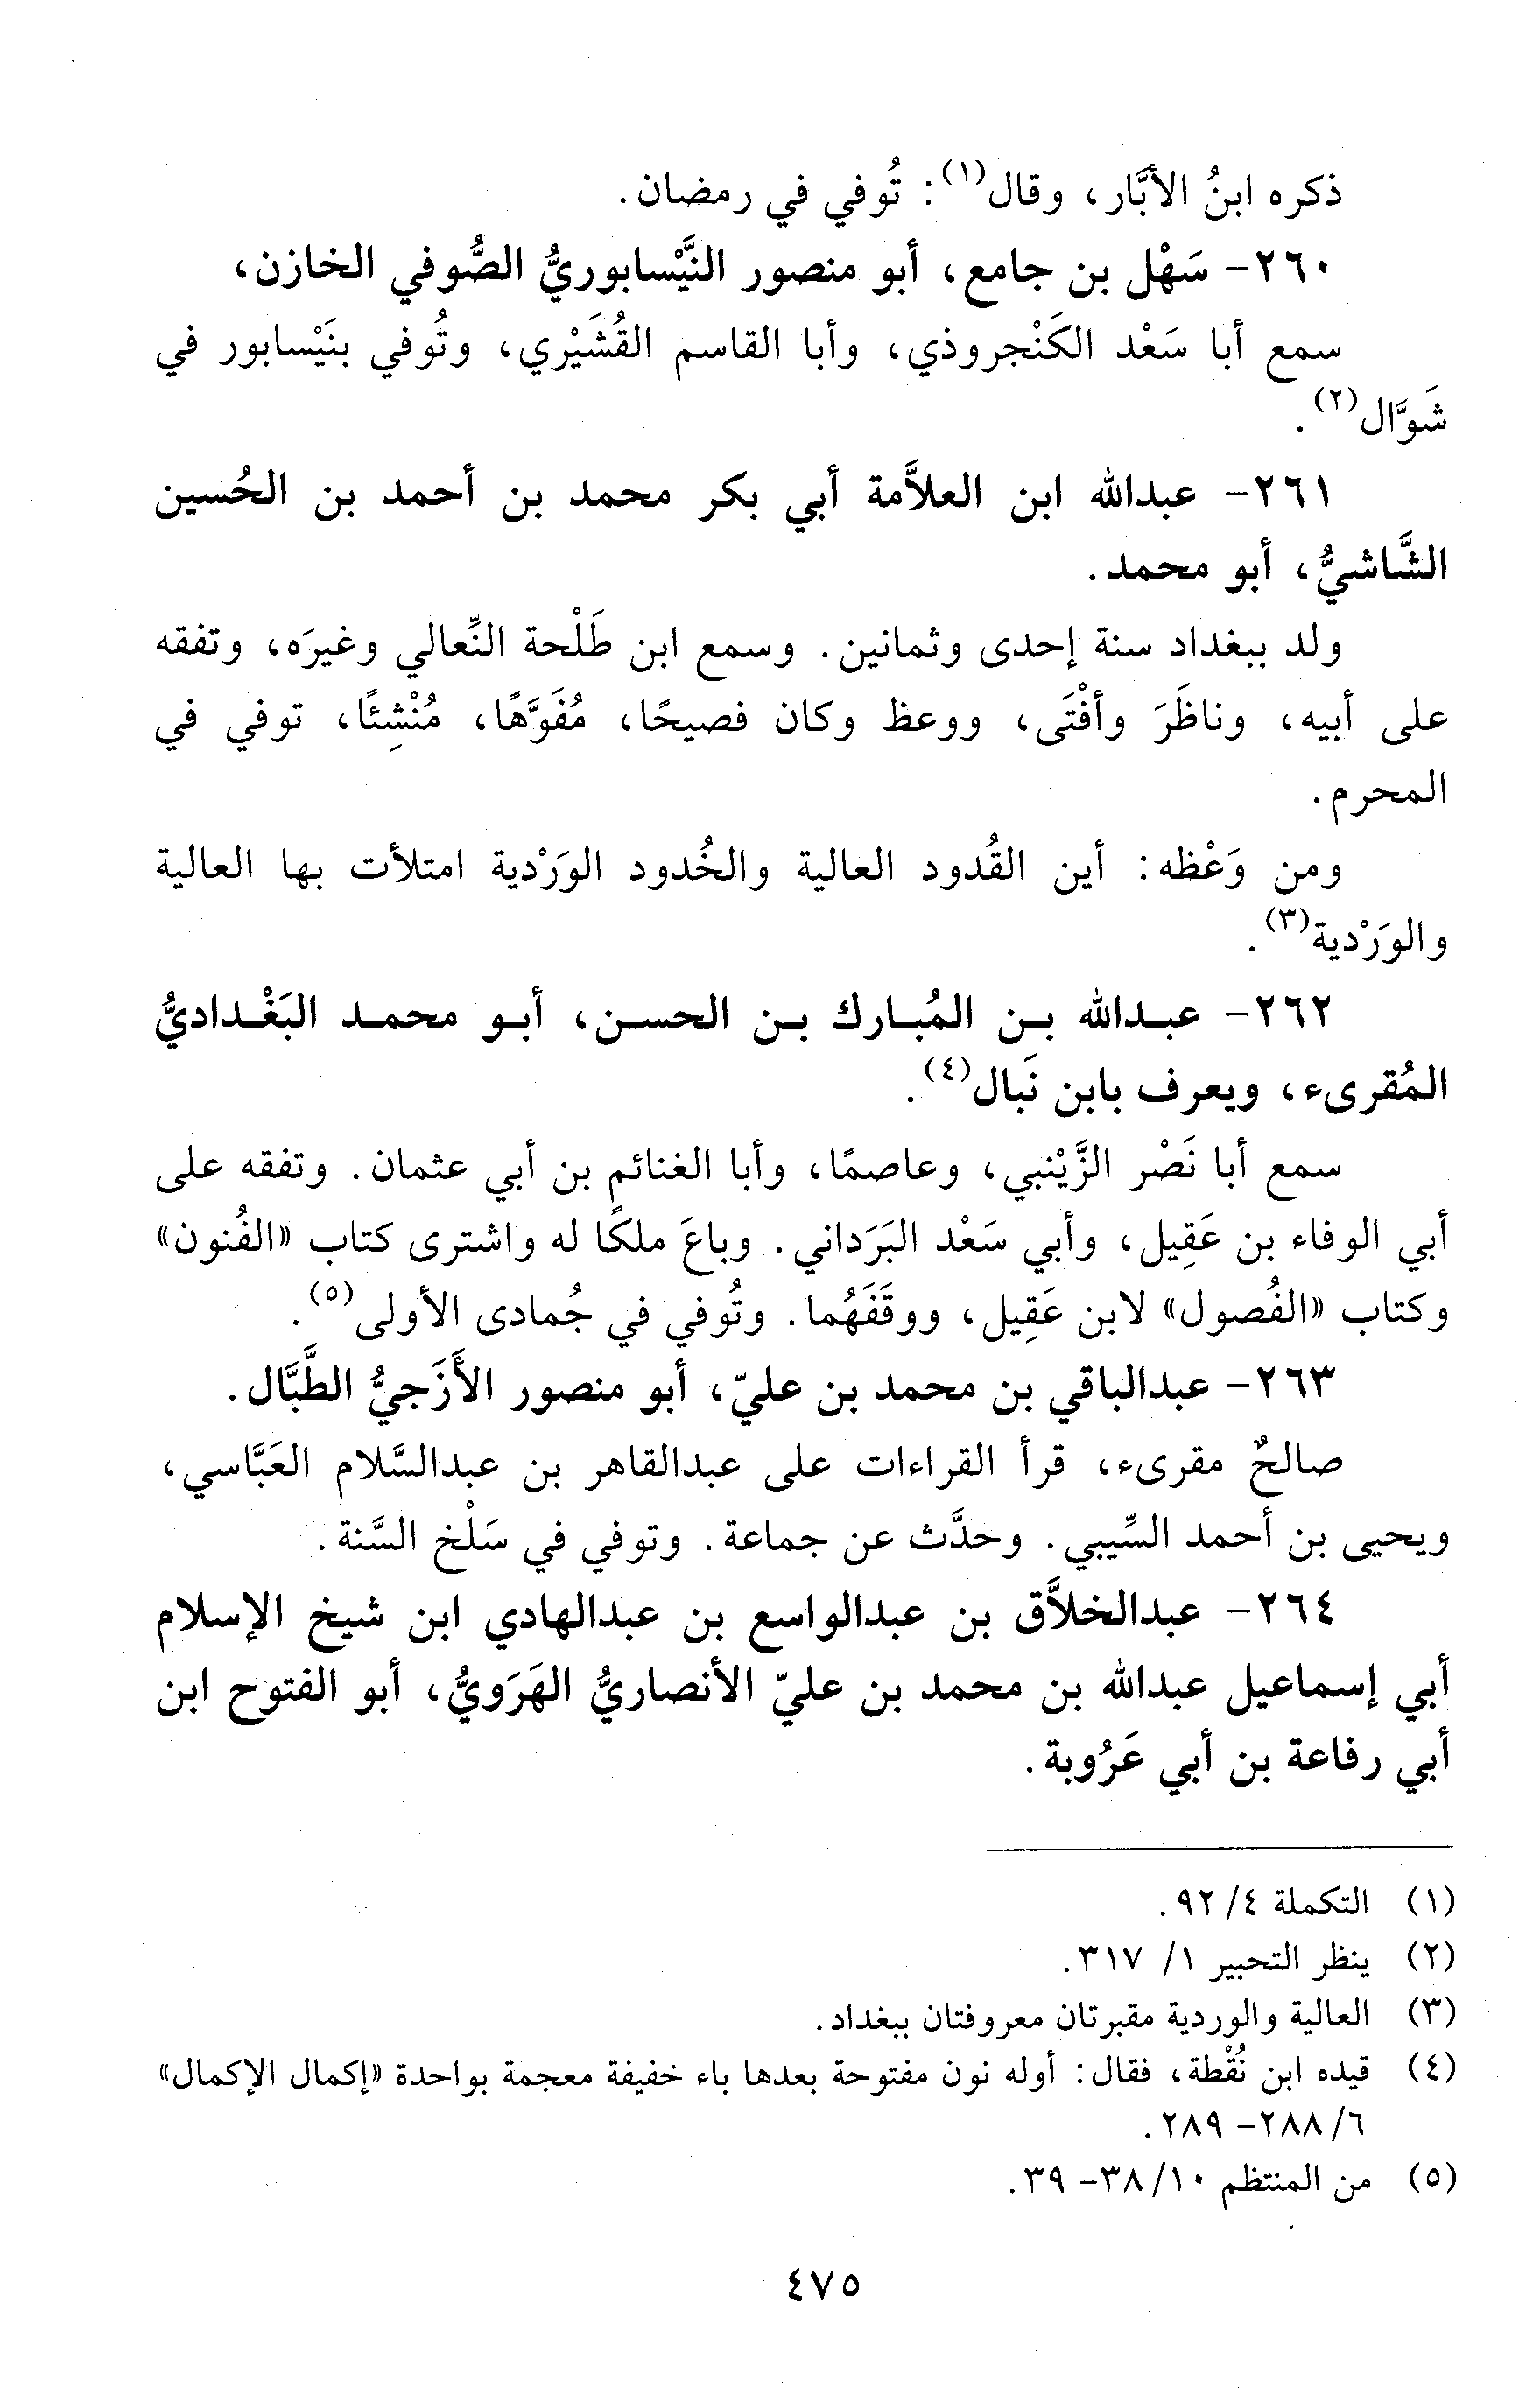 ذكره ابنُ الأبَّار، وقال(١): تُوفي في رمضان.
٢٦٠- سَهْل بن جامع، أبو منصور النَّيْسابوريُّ الصُّوفي الخازن،
سمع أبا سَعْد الكَنْجروذي، وأبا القاسم القُشَيْري، وتُوفي بنَيْسابور في
شَوَّال(٢).
٢٦١- عبدالله ابن العلاَّمة أبي بكر محمد بن أحمد بن الحُسين
الشَّاشيُّ، أبو محمد.
ولد ببغداد سنة إحدى وثمانين. وسمع ابن طَلْحة النِّعالي وغيرَه، وتفقه
على أبيه، وناظَرَ وأفْتَى، ووعظ وكان فصيحًا، مُفَوَّهًا، مُنْشِئًا، توفي في
المحرم.
ومن وَعْظه: أين القُدود العالية والخُدود الوَرْدية امتلأت بها العالية
والوَرْدية(٣).
٢٦٢- عبدالله بن المُبارك بن الحسن، أبو محمد البَغْداديُّ
المُقرىء، ويعرف بابن نَبال(٤).
سمع أبا نَصْر الزَّيْنبي، وعاصمًا، وأبا الغنائم بن أبي عثمان. وتفقه على
أبي الوفاء بن عَقِيل، وأبي سَعْد البَرَداني. وباعَ ملكًا له واشترى كتاب «الفُنون»
وكتاب «الفُصول» لابن عَقِيل، ووقَفَهُما. وتُوفي في جُمادى الأولى(٥).
٢٦٣- عبدالباقي بن محمد بن عليّ، أبو منصور الأَزَجيُّ الطَّبَّال.
صالحٌ مقرىء، قرأ القراءات على عبدالقاهر بن عبدالسَّلام العَبَّاسي،
ويحيى بن أحمد السِّيبي. وحدَّث عن جماعة. وتوفي في سَلْخ السَّنة.
٢٦٤- عبدالخلاَّق بن عبدالواسع بن عبدالهادي ابن شيخ الإسلام
أبي إسماعيل عبدالله بن محمد بن عليّ الأنصاريُّ الهَرَويُّ، أبو الفتوح ابن
أبي رفاعة بن أبي عَرُوبة.
(١) التكملة ٤/ ٩٢.
(٢) ينظر التحبير ١/ ٣١٧.
(٣) العالية والوردية مقبرتان معروفتان ببغداد.
(٤) قيده ابن نُقْطة، فقال: أوله نون مفتوحة بعدها باء خفيفة معجمة بواحدة «إكمال الإكمال»
٦/ ٢٨٨- ٢٨٩.
(٥) من المنتظم ١٠/ ٣٨- ٣٩.
٤٧٥